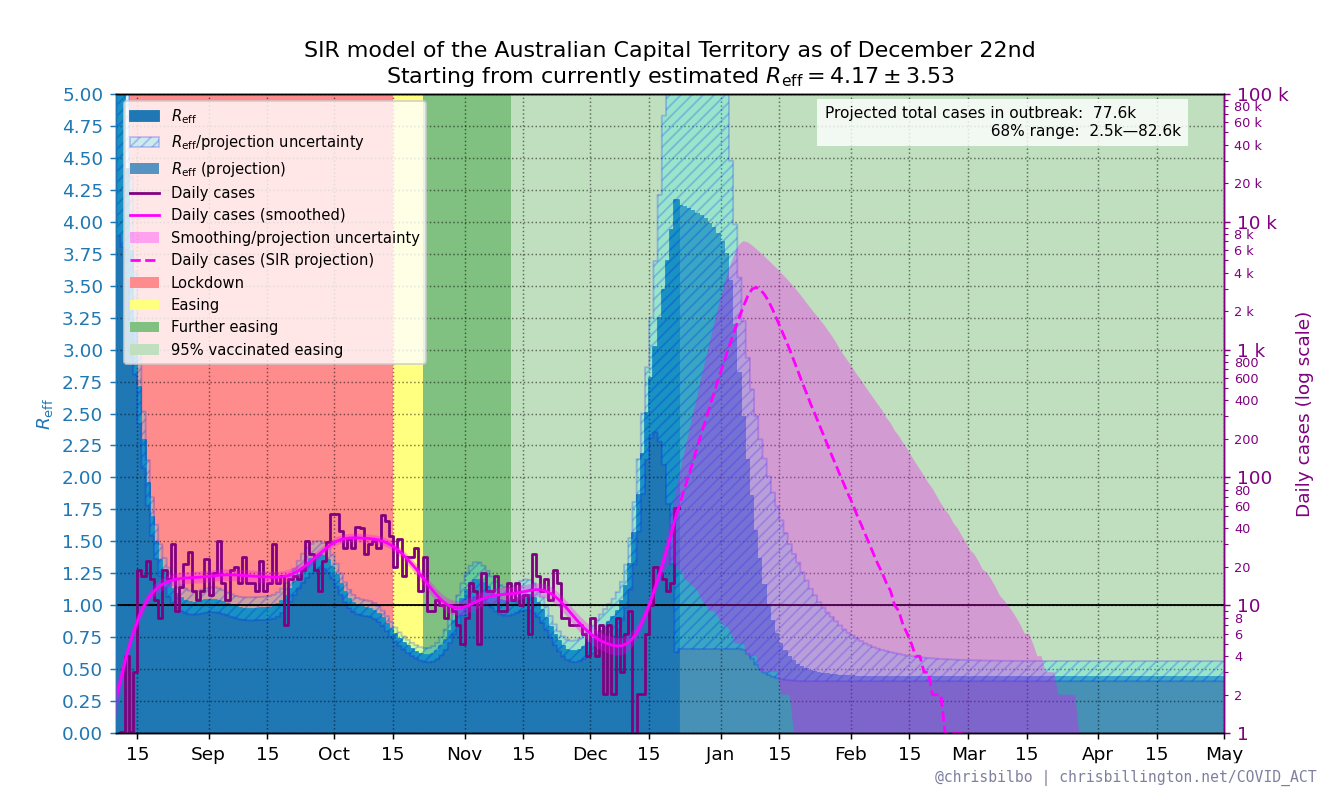 SIR model of the Australian Capital Territory as of December 22nd
Starting from currently estimated R_eff = 4.17 ± 3.53
Projected total cases in outbreak: 77.6k
68% range: 2.5k—82.6k
R_eff
R_eff/projection uncertainty
R_eff (projection)
Daily cases
Daily cases (smoothed)
Smoothing/projection uncertainty
Daily cases (SIR projection)
Lockdown
Easing
Further easing
95% vaccinated easing
R_eff
5.00
4.75
4.50
4.25
4.00
3.75
3.50
3.25
3.00
2.75
2.50
2.25
2.00
1.75
1.50
1.25
1.00
0.75
0.50
0.25
0.00
100 k
80 k
60 k
40 k
20 k
10 k
8 k
6 k
4 k
2 k
1 k
800
600
400
200
100
80
60
40
20
10
8
6
4
2
1
Daily cases (log scale)
15 Sep 15 Oct 15 Nov 15 Dec 15 Jan 15 Feb 15 Mar 15 Apr 15 May
@chrisbilbo | chrisbillington.net/COVID_ACT